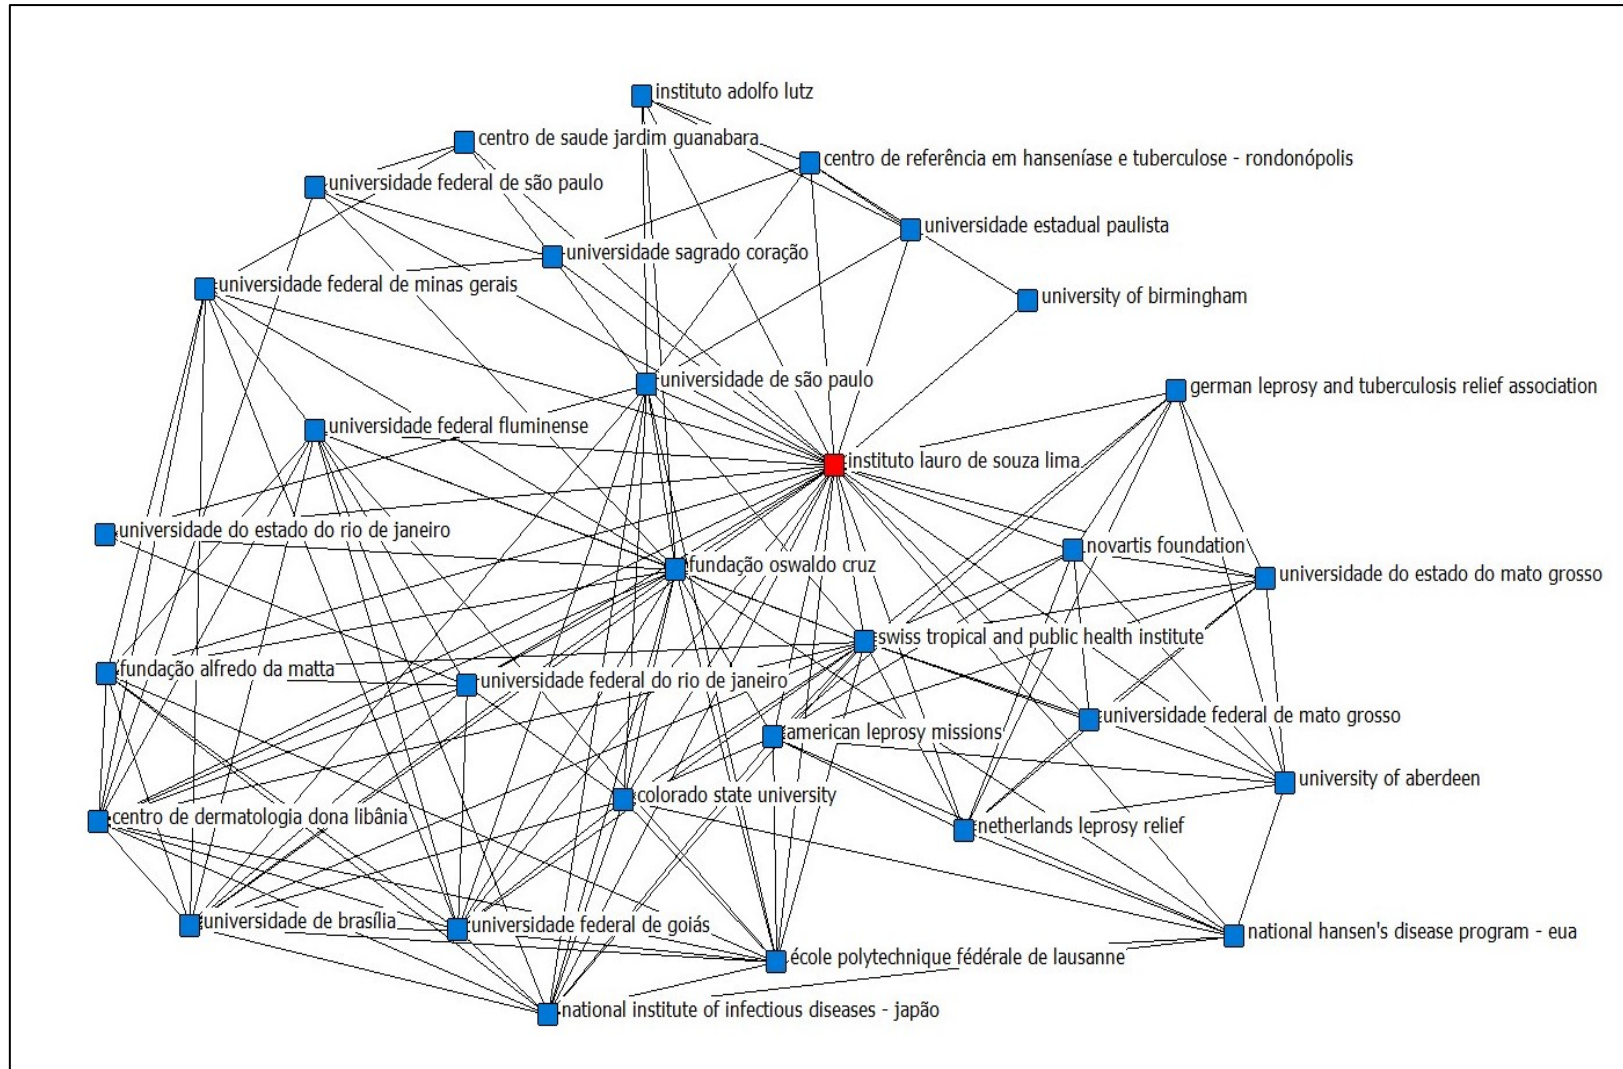 instituto adolfo lutz
centro de saude jardim guanabara
centro de referência em hanseníase e tuberculose - rondonópolis
universidade federal de são paulo
universidade estadual paulista
universidade sagrado coração
universidade federal de minas gerais
university of birmingham
universidade de são paulo
german leprosy and tuberculosis relief association
universidade federal fluminense
instituto lauro de souza lima
universidade do estado do rio de janeiro
novartis foundation
fundação oswaldo cruz
universidade do estado do mato grosso
swiss tropical and public health institute
fundação alfredo da matta
universidade federal do rio de janeiro
universidade federal de mato grosso
american leprosy missions
university of aberdeen
colorado state university
centro de dermatologia dona libânia
netherlands leprosy relief
universidade de brasília
universidade federal de goiás
national hansen's disease program - eua
école polytechnique fédérale de lausanne
national institute of infectious diseases - japão